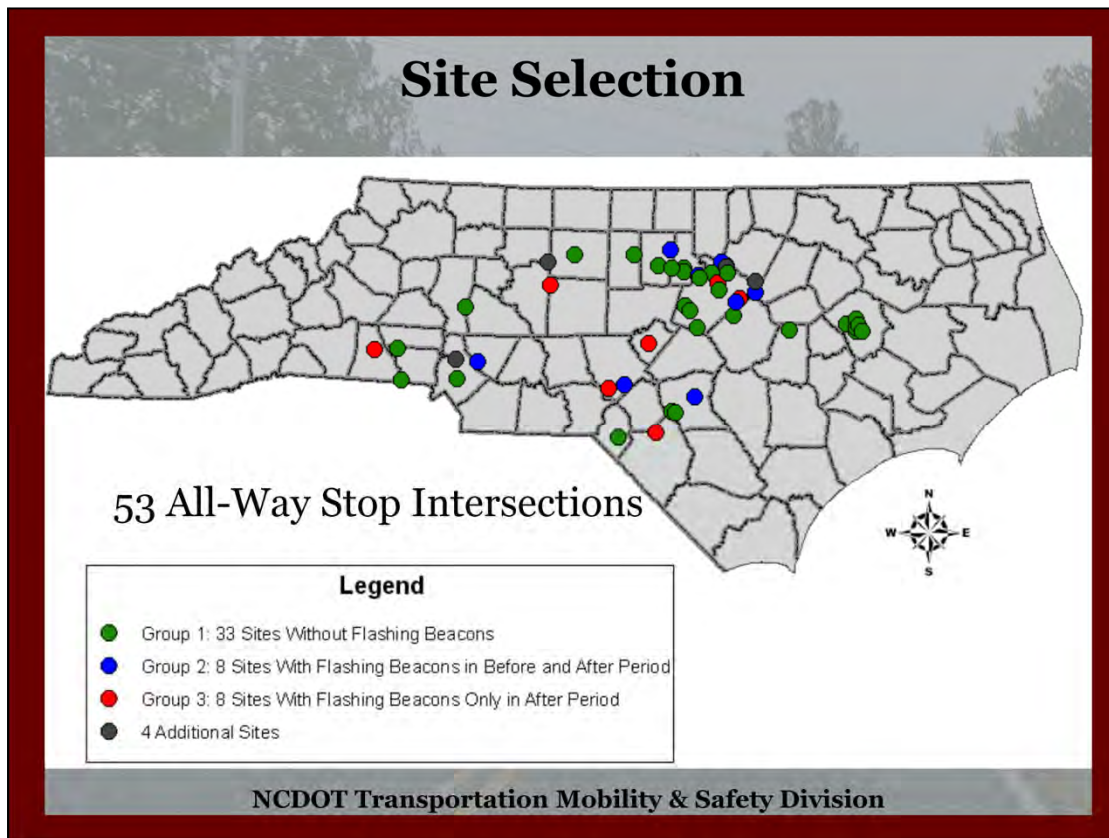 Site Selection
53 All-Way Stop Intersections
N
W E
S
Legend
Group 1: 33 Sites Without Flashing Beacons
Group 2: 8 Sites With Flashing Beacons in Before and After Period
Group 3: 8 Sites With Flashing Beacons Only in After Period
4 Additional Sites
NCDOT Transportation Mobility & Safety Division